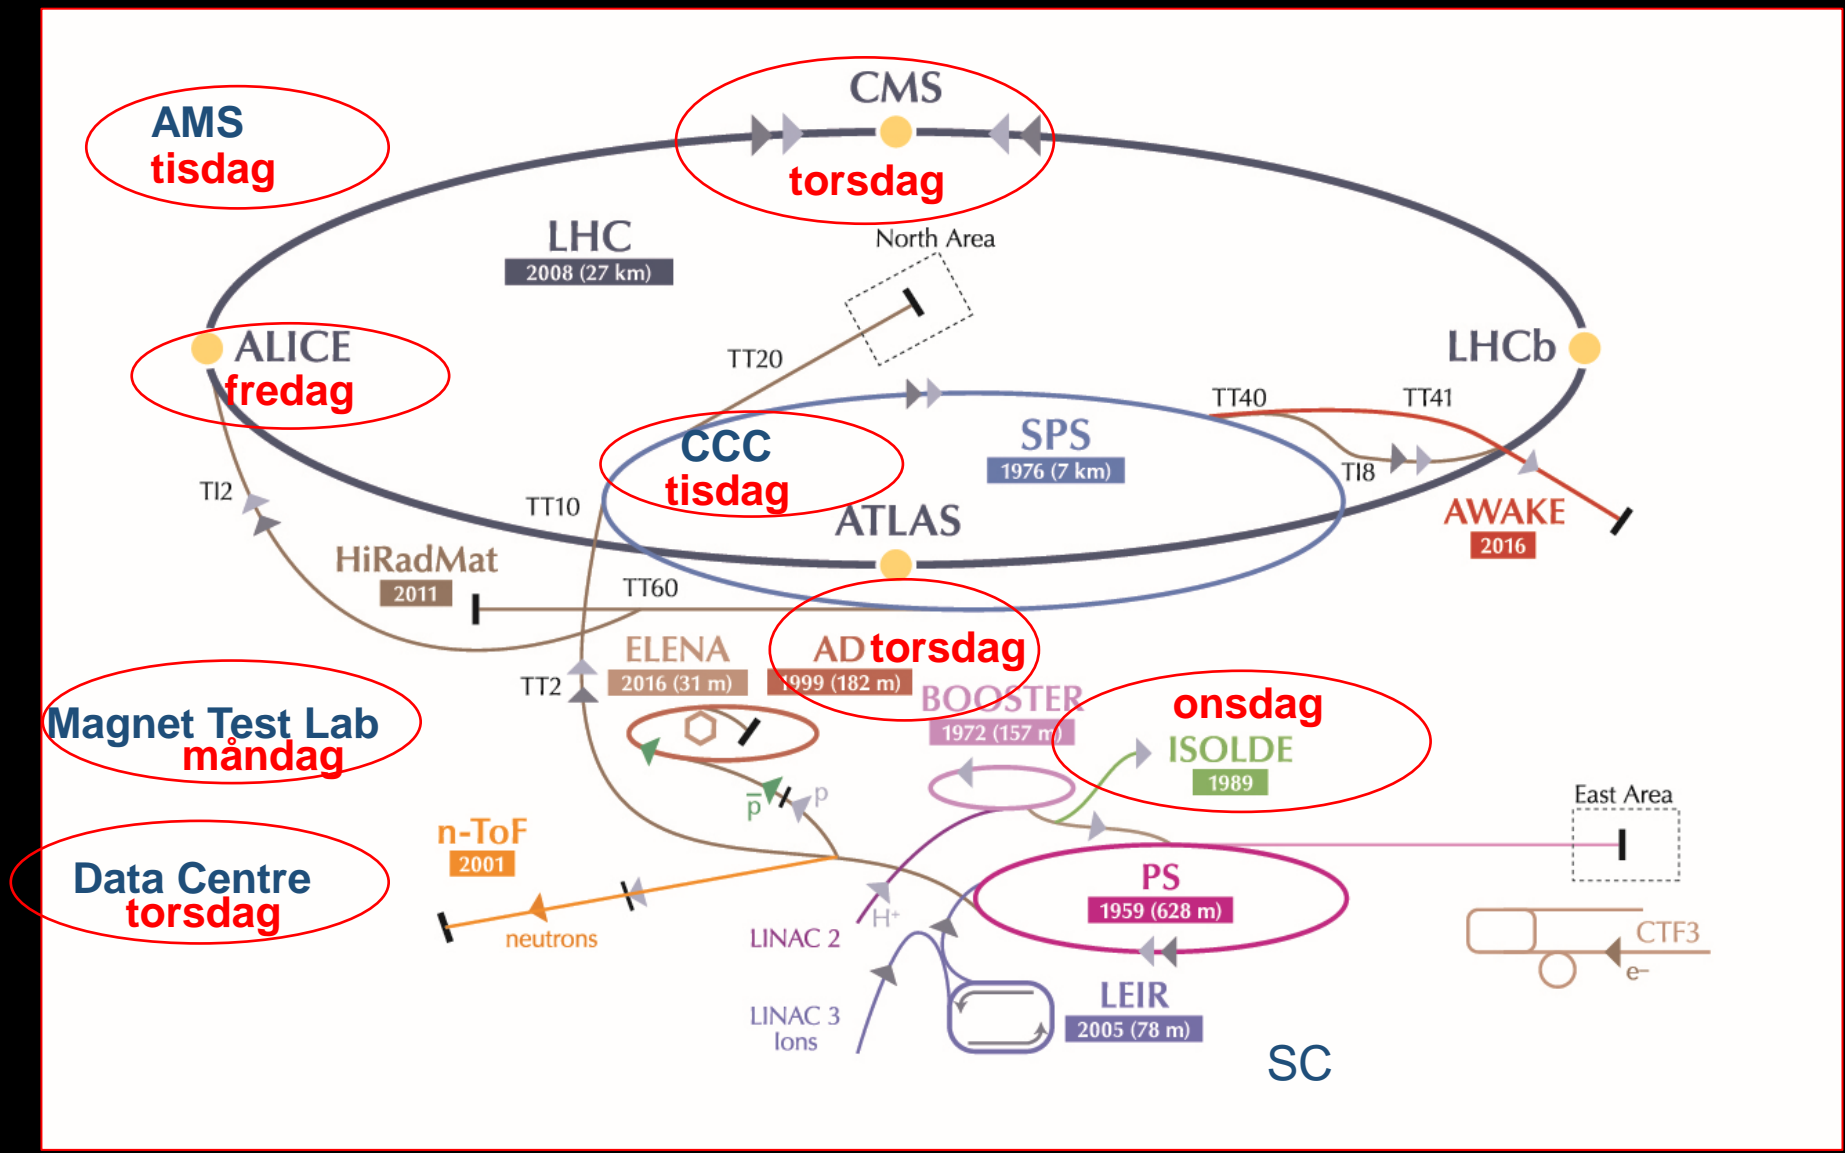 CMS
torsdag
AMS
tisdag
LHC
2008 (27 km)
North Area
ALICE
fredag
LHCb
TT20
TT40
TT41
CCC
tisdag
SPS
1976 (7 km)
TI8
TI2
TT10
ATLAS
AWAKE
2016
HiRadMat
2011
TT60
ELENA
2016 (31 m)
AD torsdag
1999 (182 m)
TT2
BOOSTER
1972 (157 m)
onsdag
ISOLDE
1989
Magnet Test Lab
måndag
p̅
p
East Area
n-ToF
2001
Data Centre
torsdag
neutrons
PS
1959 (628 m)
H+
LINAC 2
CTF3
e–
LEIR
2005 (78 m)
LINAC 3
Ions
SC